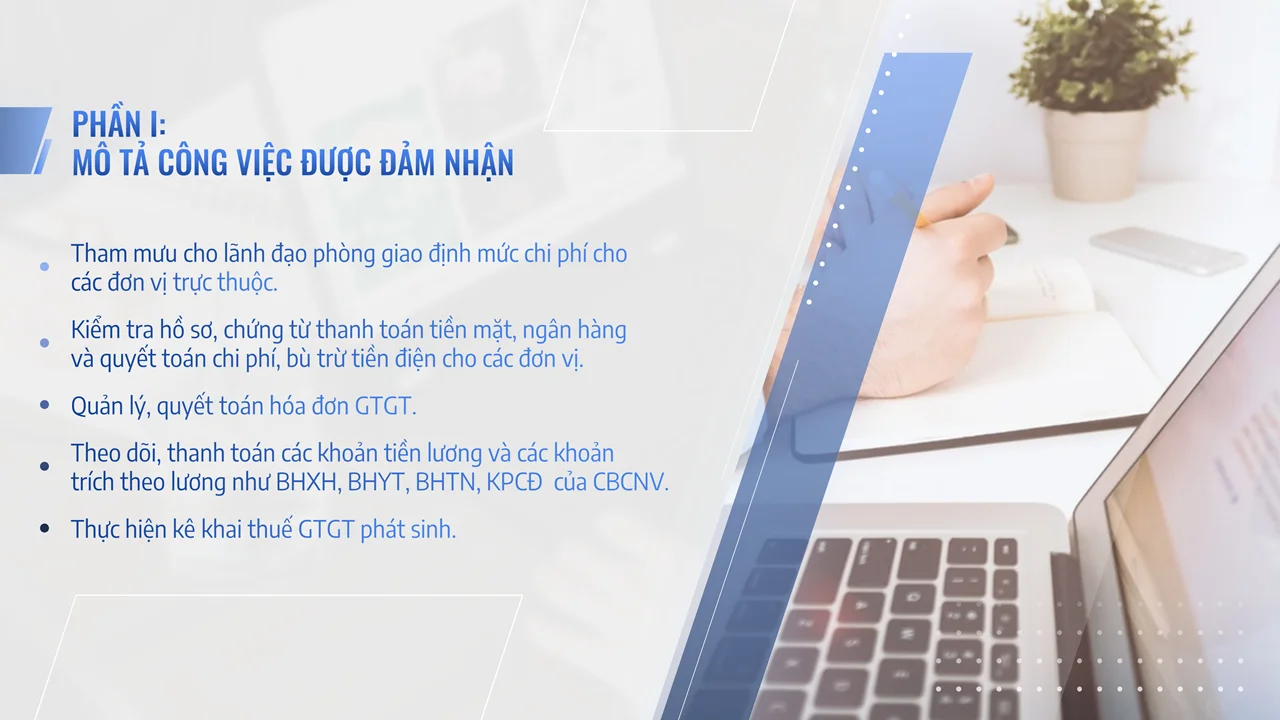 PHẦN I:
MÔ TẢ CÔNG VIỆC ĐƯỢC ĐẢM NHẬN
Tham mưu cho lãnh đạo phòng giao định mức chi phí cho
các đơn vị trực thuộc.
Kiểm tra hồ sơ, chứng từ thanh toán tiền mặt, ngân hàng
và quyết toán chi phí, bù trừ tiền điện cho các đơn vị.
Quản lý, quyết toán hóa đơn GTGT.
Theo dõi, thanh toán các khoản tiền lương và các khoản
trích theo lương như BHXH, BHYT, BHTN, KPCĐ  của CBCNV.
Thực hiện kê khai thuế GTGT phát sinh.